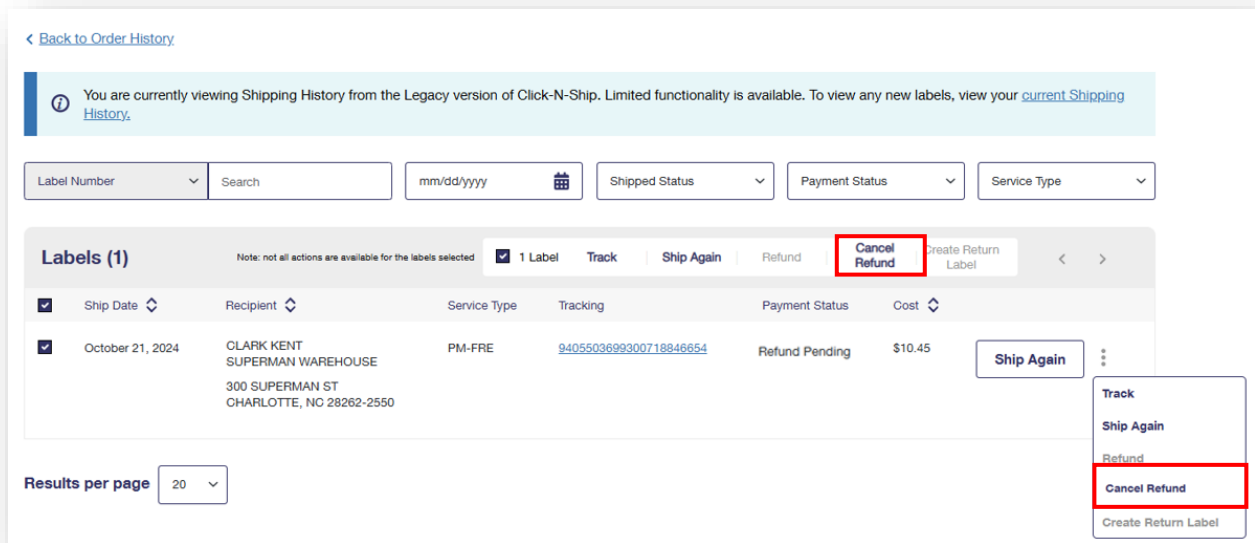 Back to Order History
You are currently viewing Shipping History from the Legacy version of Click-N-Ship. Limited functionality is available. To view any new labels, view your current Shipping
History.
Label Number Search mm/dd/yyyy Shipped Status Payment Status Service Type
Labels (1) Note: not all actions are available for the labels selected 1 Label Track Ship Again Refund Cancel Refund Create Return Label
Ship Date Recipient Service Type Tracking Payment Status Cost
October 21, 2024 CLARK KENT PM-FRE 9405503699300718846654 Refund Pending $10.45 Ship Again
SUPERMAN WAREHOUSE
300 SUPERMAN ST
CHARLOTTE, NC 28262-2550
Track
Ship Again
Refund
Cancel Refund
Create Return Label
Results per page 20